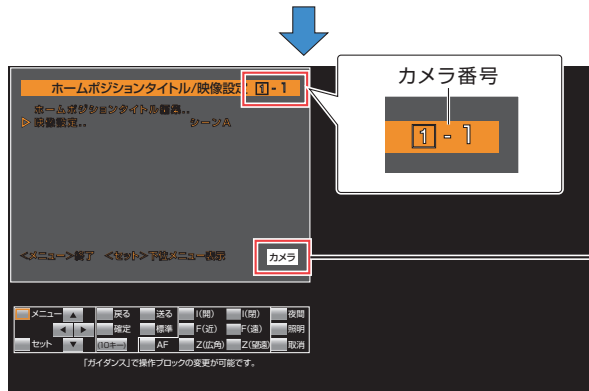 ホームポジションタイトル/映像設定 1-1
ホームポジションタイトル編集..
▷映像設定.. シーンA
<メニュー>終了 <セット>下位メニュー表示 カメラ
カメラ番号
1 - 1
メニュー ▲ 戻る 送る I(開) I(閉) 夜間
◀ ▶ 確定 標準 F(近) F(遠) 照明
セット ▼ (10キー) AF Z(広角) Z(望遠) 取消
「ガイダンス」で操作ブロックの変更が可能です。